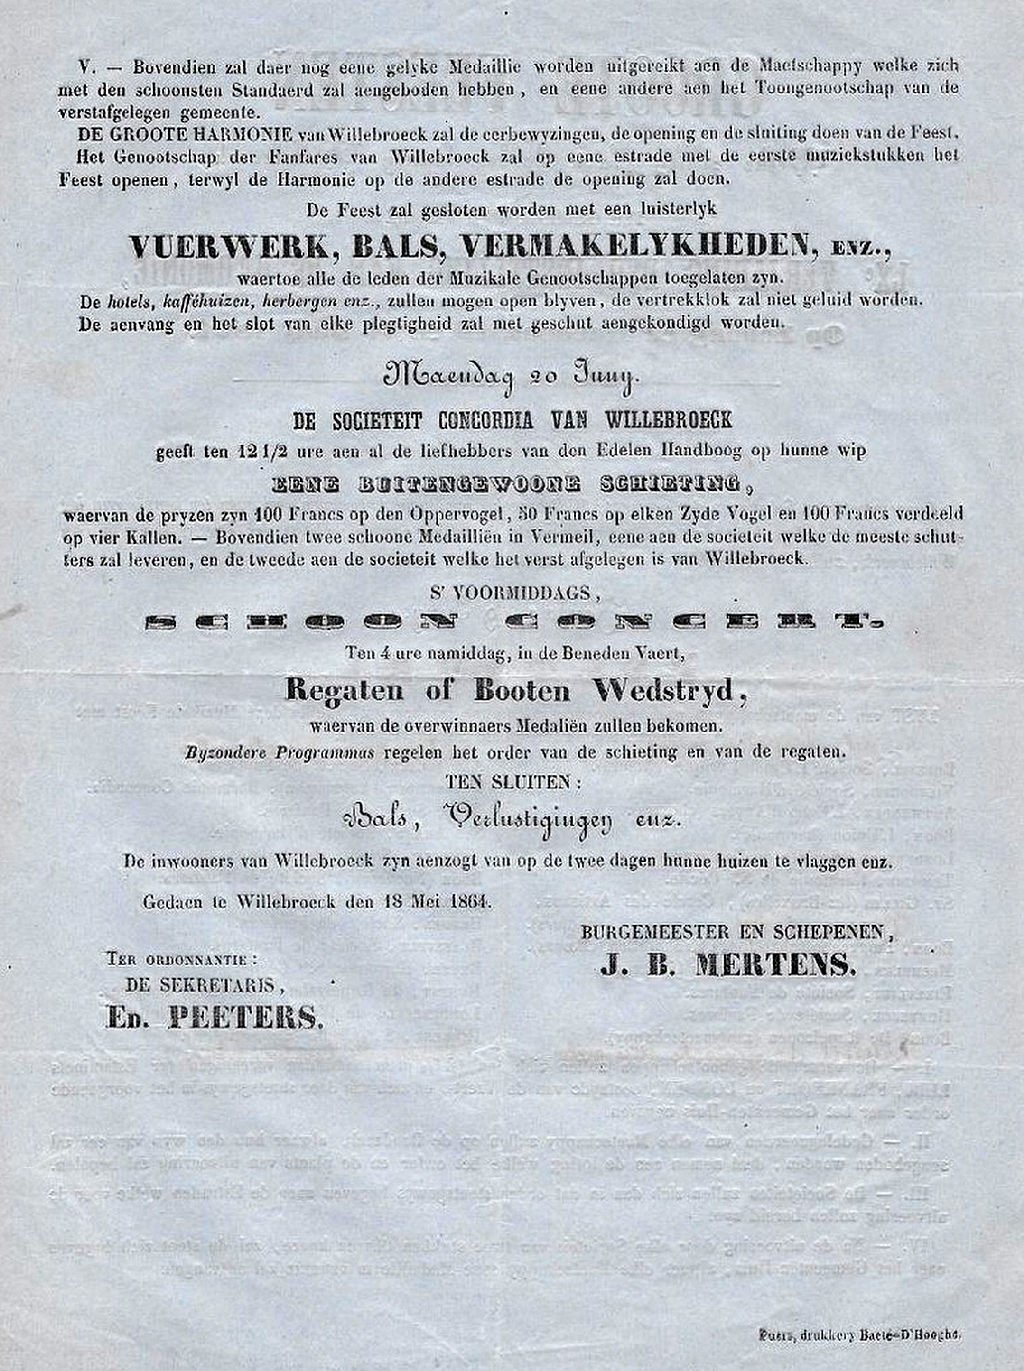 V. — Bovendien zal daer nog eene gelyke Medaillie worden uitgereikt aen de Maetschappy welke zich
met den schoonsten Standaerd zal aengeboden hebben, en eene andere aen het Toongenootschap van de
verstafgelegen gemeente.
DE GROOTE HARMONIE van Willebroeck zal de eerbewyzingen, de opening en de sluiting doen van de Feest.
Het Genootschap der Fanfares van Willebroeck zal op eene estrade met de eerste muziekstukken het
Feest openen, terwyl de Harmonie op de andere estrade de opening zal doen.
De Feest zal gesloten worden met een luisterlyk
VUERWERK, BALS, VERMAKELYKHEDEN, ENZ.,
waertoe alle de leden der Muzikale Genootschappen toegelaten zyn.
De hotels, kafféhuizen, herbergen enz., zullen mogen open blyven, de vertrekklok zal niet geluid worden.
De aenvang en het slot van elke plegtigheid zal met geschut aengekondigd worden.
Maendag 20 Juny.
DE SOCIETEIT CONCORDIA VAN WILLEBROECK
geeft ten 12 1/2 ure aen al de liefhebbers van den Edelen Handboog op hunne wip
EENE BUITENGEWOONE SCHIETING,
waervan de pryzen zyn 100 Francs op den Oppervogel, 50 Francs op elken Zyde Vogel en 100 Francs verdeeld
op vier Kallen. — Bovendien twee schoone Medailliën in Vermeil, eene aen de societeit welke de meeste schut-
ters zal leveren, en de tweede aen de societeit welke het verst afgelegen is van Willebroeck.
S' VOORMIDDAGS,
SCHOON CONCERT.
Ten 4 ure namiddag, in de Beneden Vaert,
Regaten of Booten Wedstryd,
waervan de overwinnaers Medaliën zullen bekomen.
Byzondere Programmas regelen het order van de schieting en van de regaten.
TEN SLUITEN:
Bals, Verlustigingen enz.
De inwooners van Willebroeck zyn aenzogt van op de twee dagen hunne huizen te vlaggen enz.
Gedaen te Willebroeck den 18 Mei 1864.
BURGEMEESTER EN SCHEPENEN,
J. B. MERTENS.
TER ORDONNANTIE:
DE SEKRETARIS,
ED. PEETERS.
Puers, drukkery Baeté-D'Hooghe.